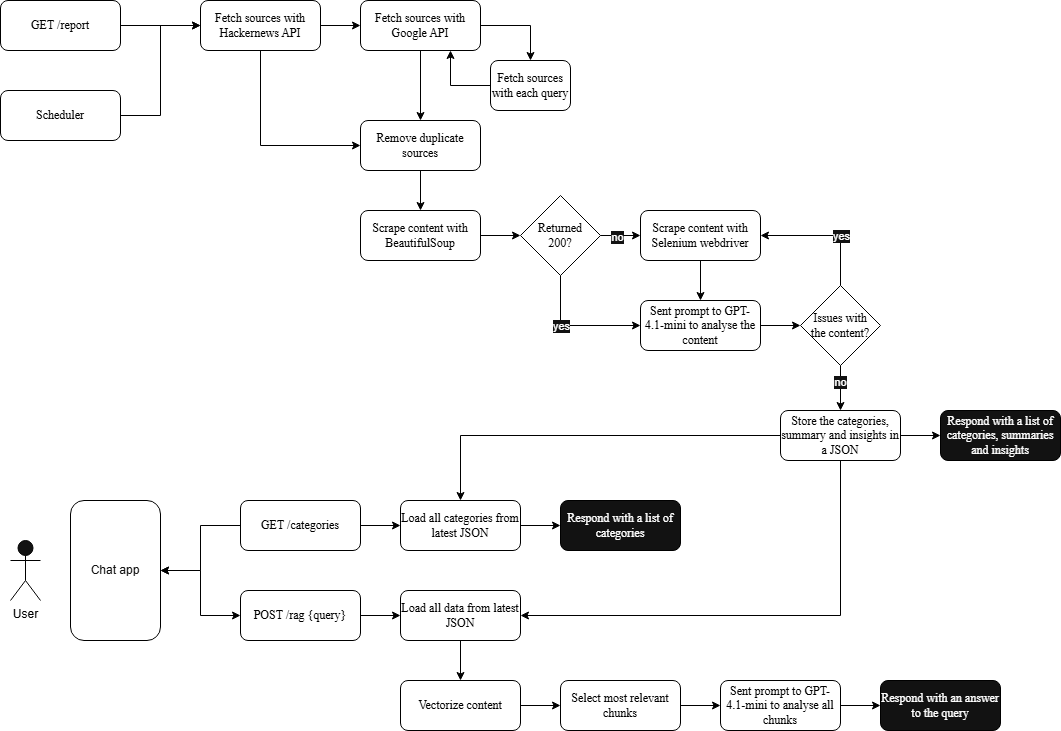 GET /report
Fetch sources with
Hackernews API
Fetch sources with
Google API
Fetch sources
with each query
Scheduler
Remove duplicate
sources
Scrape content with
BeautifulSoup
Returned
200?
no
Scrape content with
Selenium webdriver
yes
yes
Sent prompt to GPT-
4.1-mini to analyse the
content
Issues with
the content?
no
Store the categories,
summary and insights in
a JSON
Respond with a list of
categories, summaries
and insights
GET /categories
Load all categories from
latest JSON
Respond with a list of
categories
Chat app
User
POST /rag {query}
Load all data from latest
JSON
Vectorize content
Select most relevant
chunks
Sent prompt to GPT-
4.1-mini to analyse all
chunks
Respond with an answer
to the query